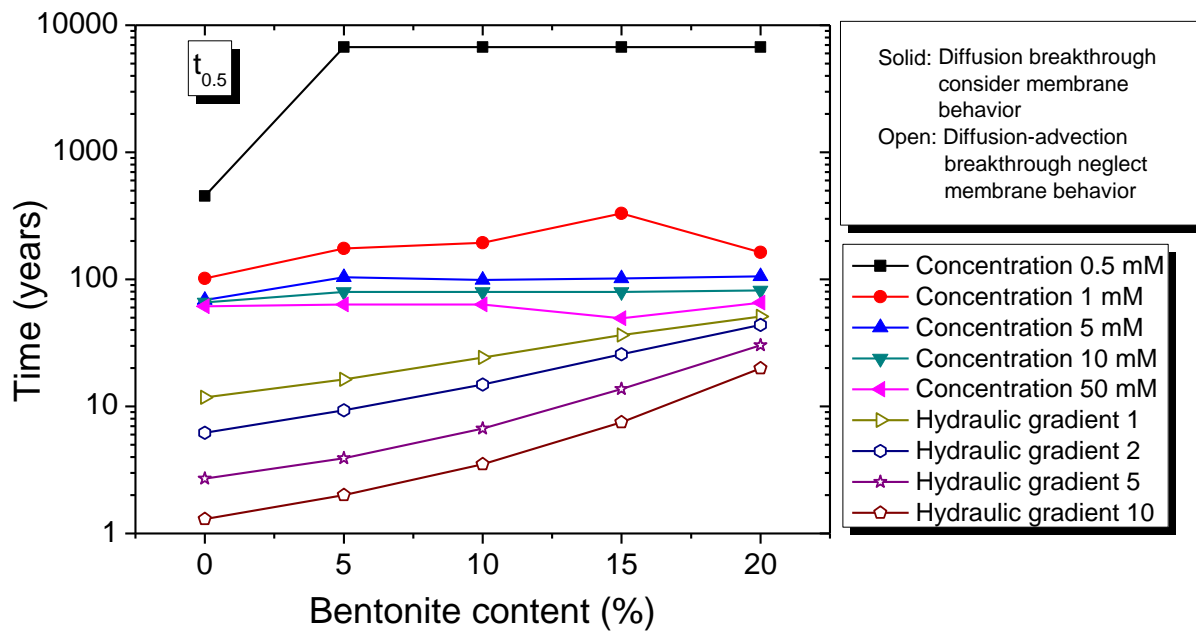 10000
1000
100
10
1
Time (years)
t0.5
0 5 10 15 20
Bentonite content (%)
Solid: Diffusion breakthrough
consider membrane
behavior
Open: Diffusion-advection
breakthrough neglect
membrane behavior
Concentration 0.5 mM
Concentration 1 mM
Concentration 5 mM
Concentration 10 mM
Concentration 50 mM
Hydraulic gradient 1
Hydraulic gradient 2
Hydraulic gradient 5
Hydraulic gradient 10